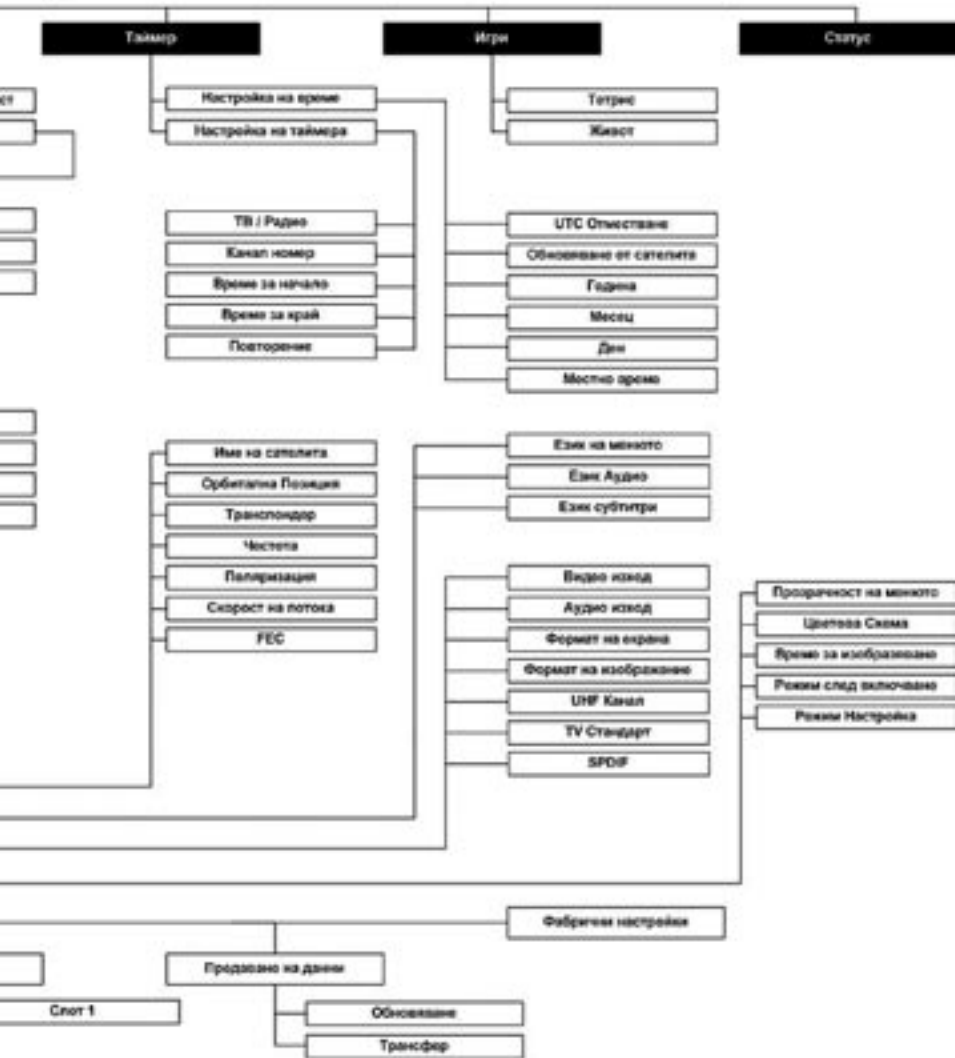 Таймер
Игри
Статус
ст
Настройка на време
Настройка на таймера
Тетрис
Живот
ТВ / Радио
Канал номер
Време за начало
Време за край
Повторение
UTC Отместване
Обновяване от сателита
Година
Месец
Ден
Местно време
Име на сателита
Орбитална Позиция
Транспондер
Честота
Поляризация
Скорост на потока
FEC
Език на менюто
Език Аудио
Език субтитри
Видео изход
Аудио изход
Формат на екрана
Формат на изображение
UHF Канал
TV Стандарт
SPDIF
Прозрачност на менюто
Цветова Схема
Време за изобразяване
Режим след включване
Режим Настройка
Фабрични настройки
Предаване на данни
Слот 1
Обновяване
Трансфер